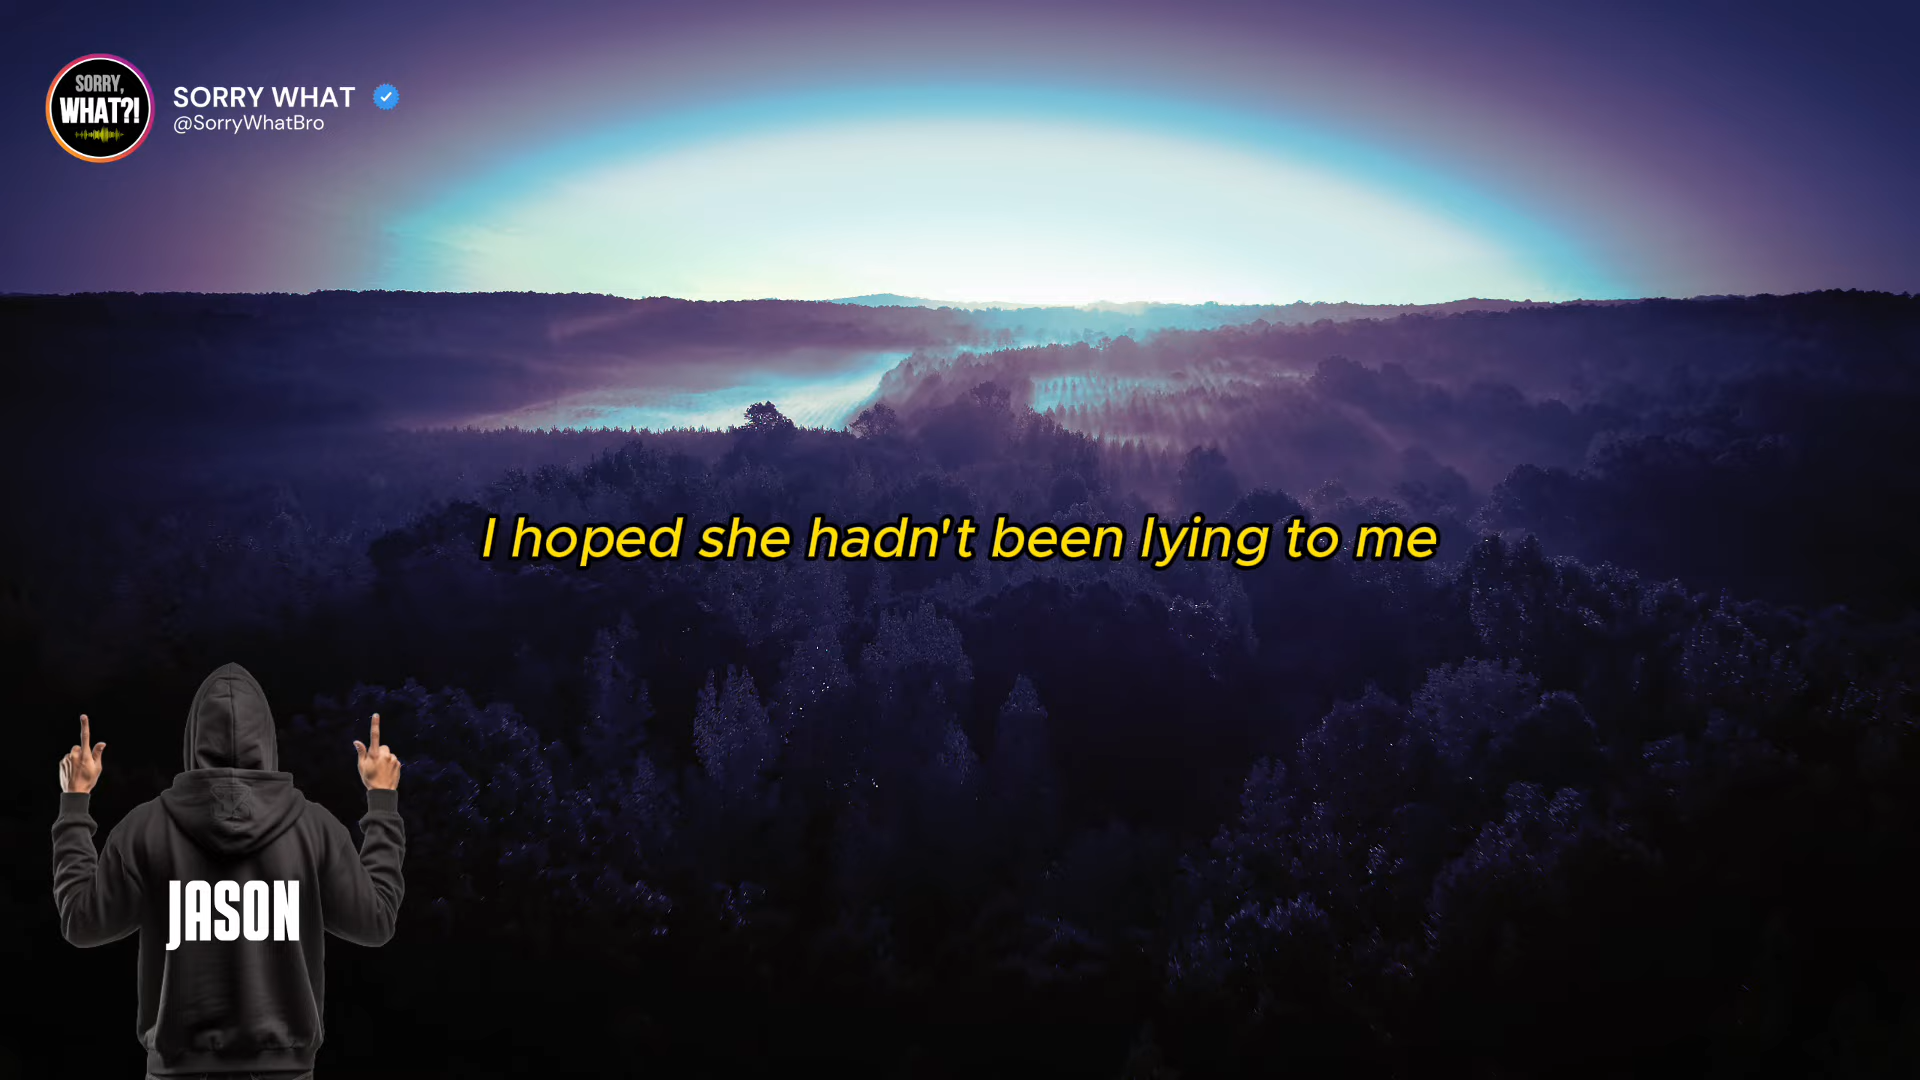 SORRY,
WHAT?!
SORRY WHAT
@SorryWhatBro
I hoped she hadn't been lying to me
JASON